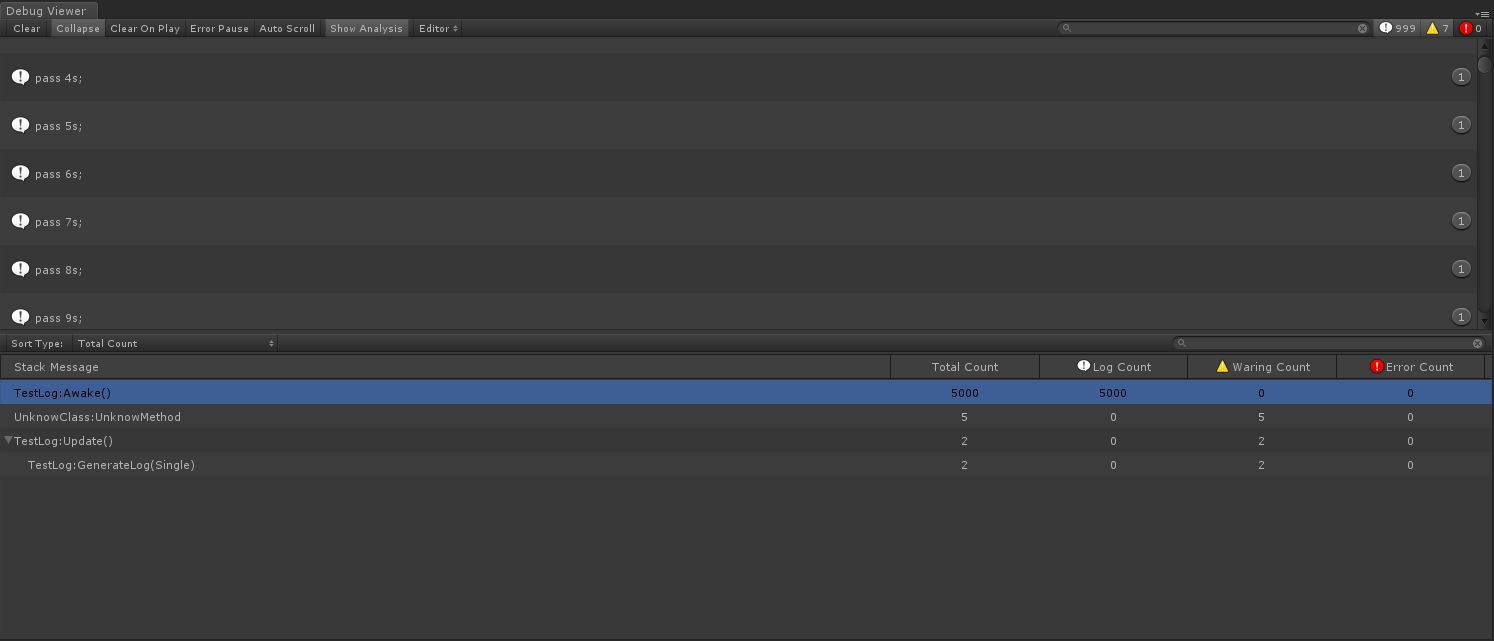 Debug Viewer
Clear Collapse Clear On Play Error Pause Auto Scroll Show Analysis Editor 999 7 0
pass 4s; 1
pass 5s; 1
pass 6s; 1
pass 7s; 1
pass 8s; 1
pass 9s; 1
Sort Type: Total Count
Stack Message Total Count Log Count Waring Count Error Count
TestLog:Awake() 5000 5000 0 0
UnknowClass:UnknowMethod 5 0 5 0
TestLog:Update() 2 0 2 0
TestLog:GenerateLog(Single) 2 0 2 0